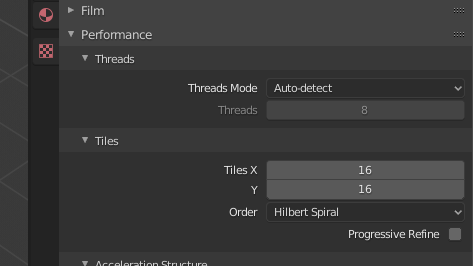 Film
Performance
Threads
Threads Mode Auto-detect
Threads 8
Tiles
Tiles X 16
Y 16
Order Hilbert Spiral
Progressive Refine
Acceleration Structure